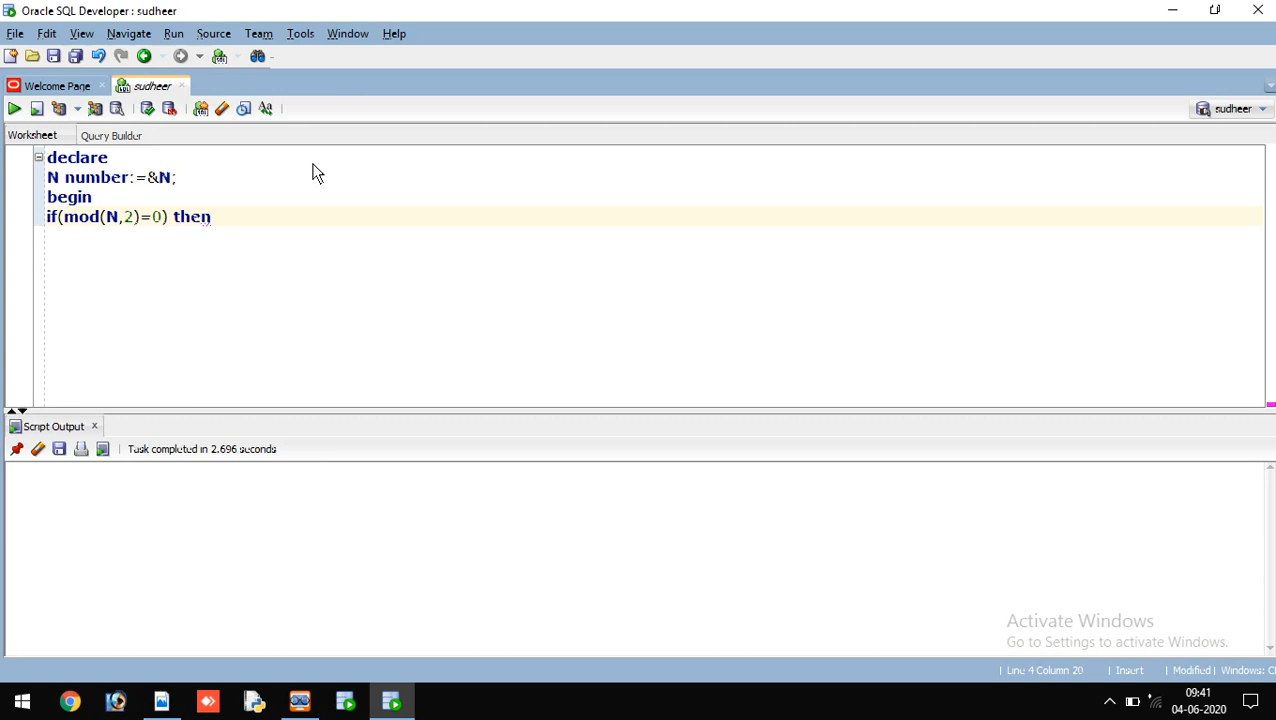 Oracle SQL Developer : sudheer
File Edit View Navigate Run Source Team Tools Window Help
Welcome Page sudheer
sudheer
Worksheet Query Builder
declare
N number:=&N;
begin
if(mod(N,2)=0) then
Script Output
Task completed in 2.696 seconds
Activate Windows
Go to Settings to activate Windows.
Line 4 Column 20 Insert Modified Windows:
09:41
04-06-2020